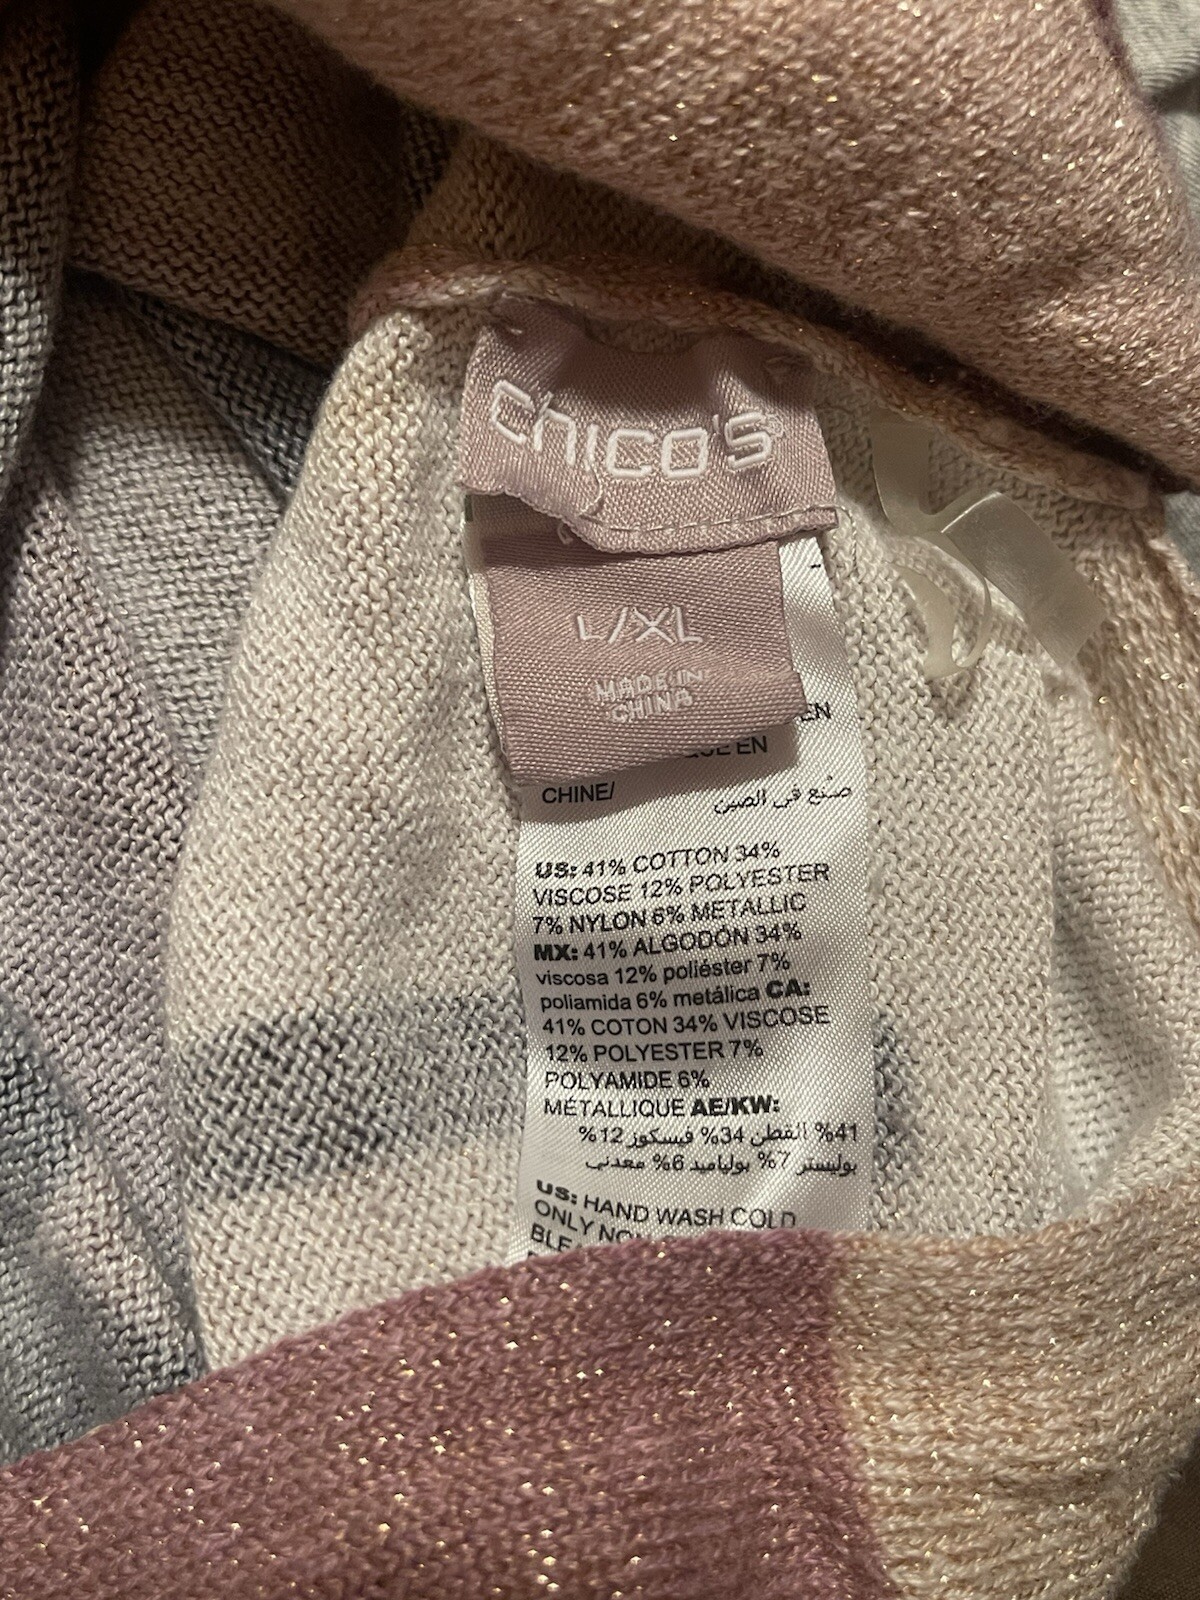 chico's®
L/XL
MADE IN
CHINA
EN
EN
CHINE/ صنع في الصين
US: 41% COTTON 34%
VISCOSE 12% POLYESTER
7% NYLON 6% METALLIC
MX: 41% ALGODÓN 34%
viscosa 12% poliéster 7%
poliamida 6% metálica CA:
41% COTON 34% VISCOSE
12% POLYESTER 7%
POLYAMIDE 6%
MÉTALLIQUE AE/KW:
41% القطن 34% فيسكوز 12%
بوليستر 7% بولياميد 6% معدني
US: HAND WASH COLD
ONLY